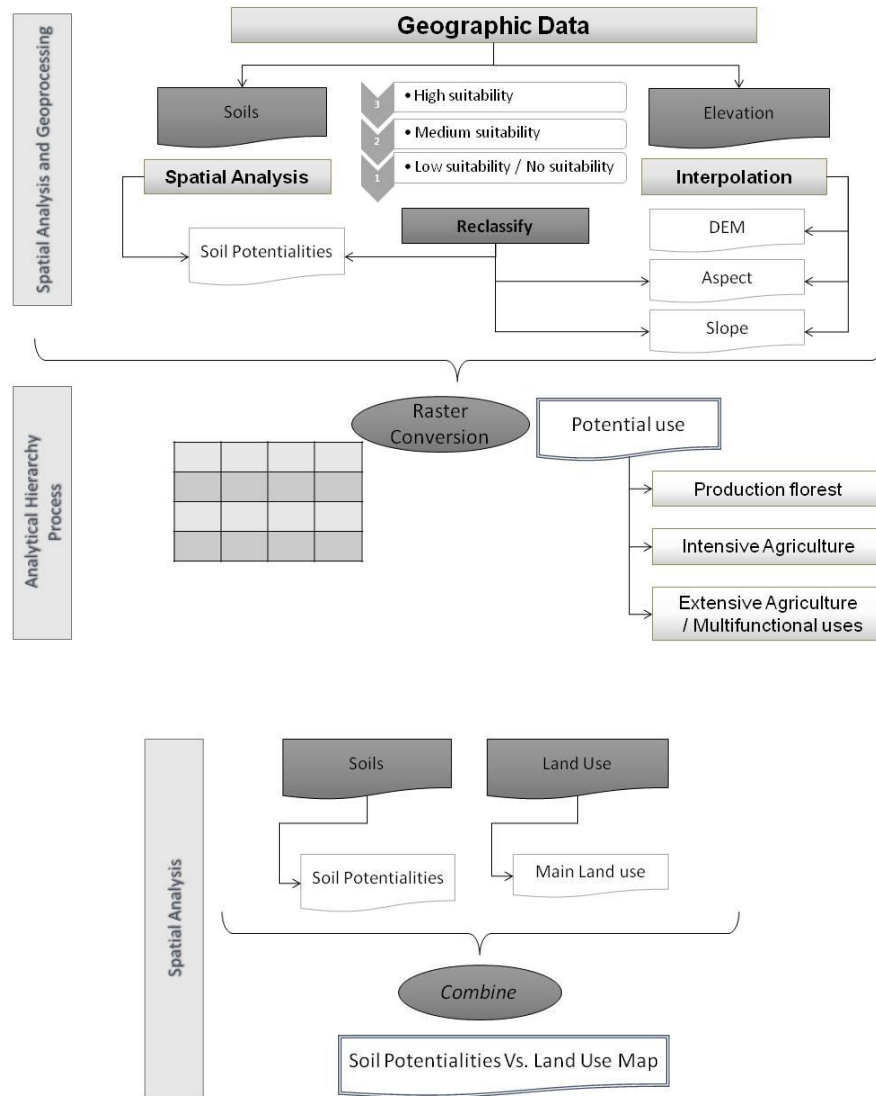 Geographic Data
Spatial Analysis and Geoprocessing
Soils
3
• High suitability
2
• Medium suitability
1
• Low suitability / No suitability
Elevation
Spatial Analysis
Interpolation
Reclassify
Soil Potentialities
DEM
Aspect
Slope
Analytical Hierarchy
Process
Raster
Conversion
Potential use
Production florest
Intensive Agriculture
Extensive Agriculture
/ Multifunctional uses
Spatial Analysis
Soils
Land Use
Soil Potentialities
Main Land use
Combine
Soil Potentialities Vs. Land Use Map